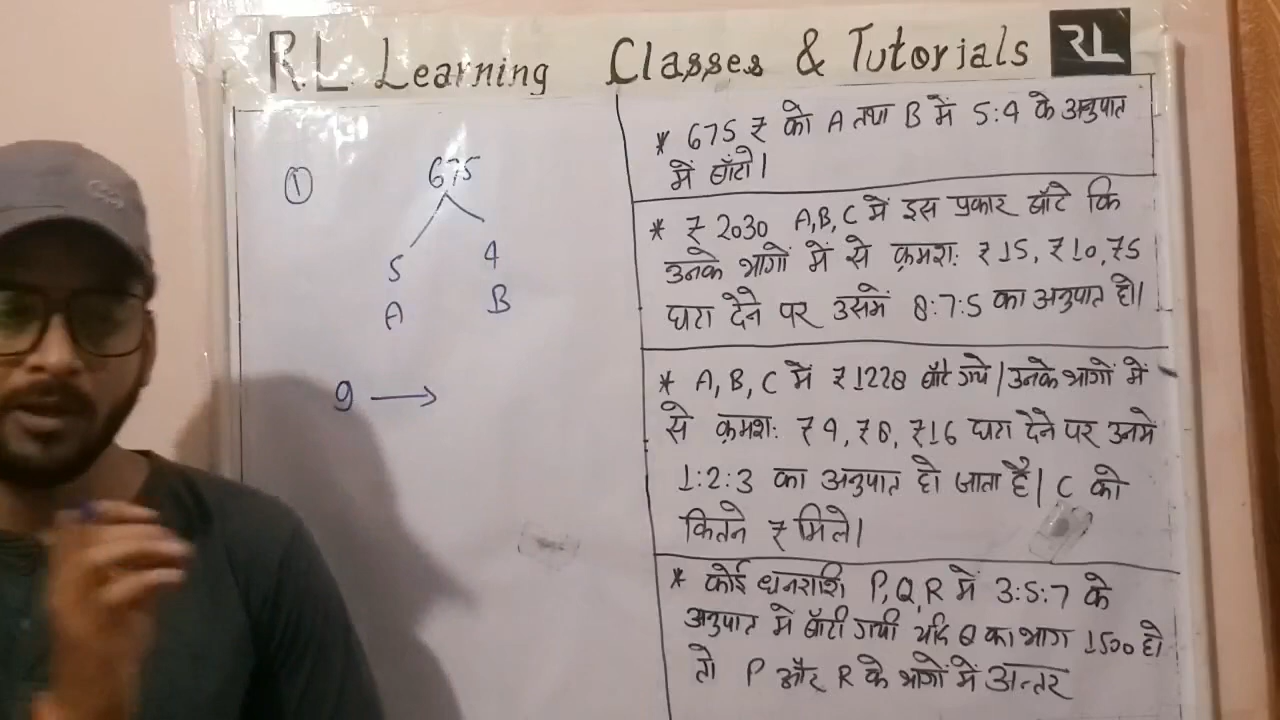 R.L. Learning Classes & Tutorials RL
①
675
5 4
A B
9 →
* 675 ₹ को A तथा B में 5:4 के अनुपात
में बाँटो।
* ₹ 2030 A,B,C में इस प्रकार बाँटे कि
उनके भागों में से क्रमश: ₹15, ₹10, ₹5
घटा देने पर उसमें 8:7:5 का अनुपात हो।
* A, B, C में ₹1228 बाँटे गये। उनके भागों में
से क्रमश: ₹4, ₹8, ₹16 घटा देने पर उनमें
1:2:3 का अनुपात हो जाता है। C को
कितने ₹ मिले।
* कोई धनराशि P,Q,R में 3:5:7 के
अनुपात में बाँटी गयी यदि Q का भाग 1500 हो
तो P और R के भागों में अन्तर